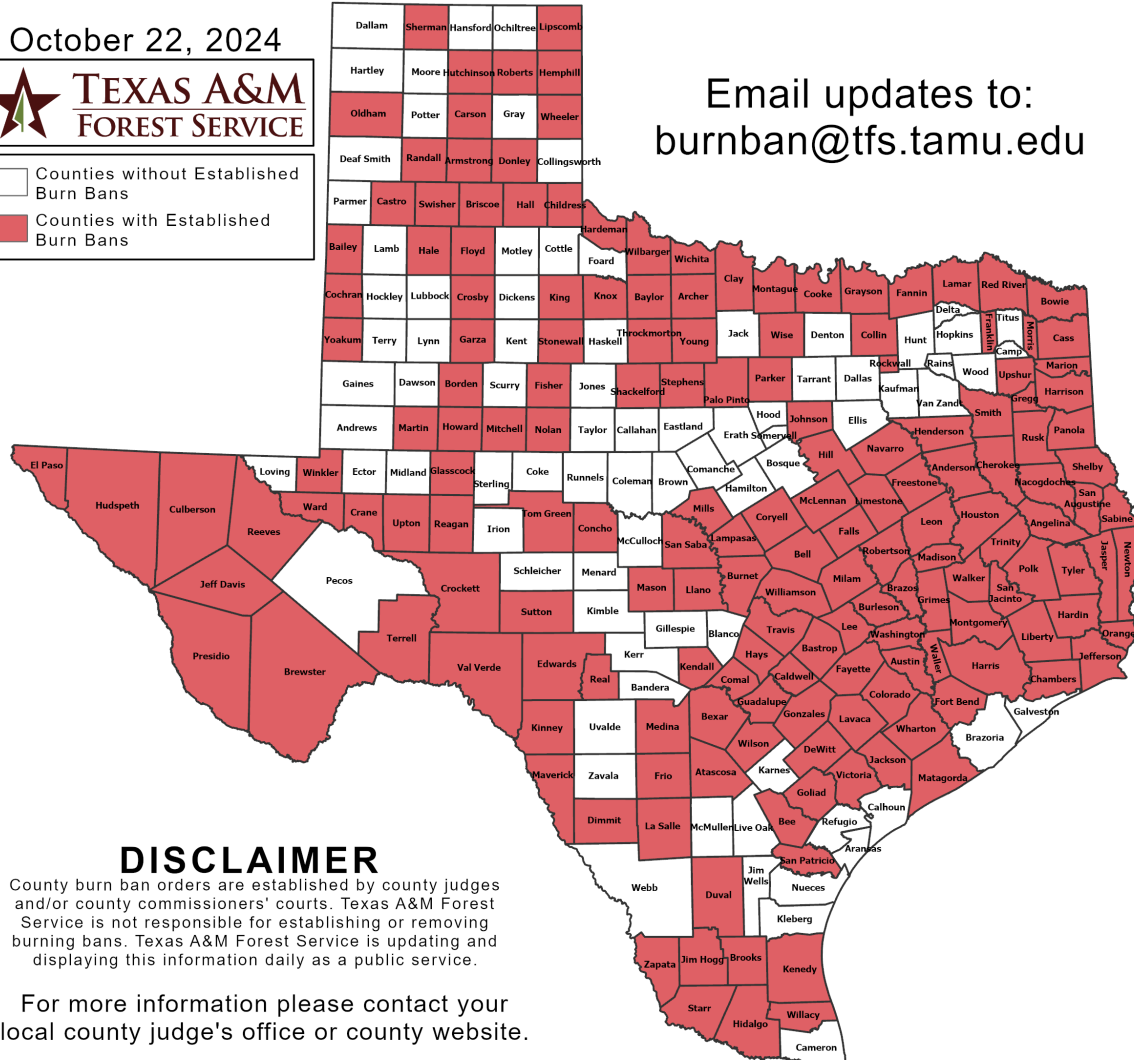 October 22, 2024
TEXAS A&M
FOREST SERVICE
Counties without Established
Burn Bans
Counties with Established
Burn Bans
Email updates to:
burnban@tfs.tamu.edu
Dallam Sherman Hansford Ochiltree Lipscomb
Hartley Moore Hutchinson Roberts Hemphill
Oldham Potter Carson Gray Wheeler
Deaf Smith Randall Armstrong Donley Collingsworth
Parmer Castro Swisher Briscoe Hall Childress
Hardeman
Bailey Lamb Hale Floyd Motley Cottle Foard Wilbarger Wichita
Clay Montague Cooke Grayson Fannin Lamar Red River Bowie
Cochran Hockley Lubbock Crosby Dickens King Knox Baylor Archer
Delta Titus Franklin Morris
Yoakum Terry Lynn Garza Kent Stonewall Haskell Throckmorton Young Jack Wise Denton Collin Hunt Hopkins Cass
Camp
Rockwall Rains Wood Upshur Marion
Gaines Dawson Borden Scurry Fisher Jones Shackelford Stephens Palo Pinto Parker Tarrant Dallas Kaufman Van Zandt Gregg Harrison
Andrews Martin Howard Mitchell Nolan Taylor Callahan Eastland Erath Hood Somervell Johnson Ellis Henderson Smith Rusk Panola
El Paso Hudspeth Culberson Reeves Loving Winkler Ector Midland Glasscock Sterling Coke Runnels Coleman Brown Comanche Hamilton Bosque Hill Navarro Anderson Cherokee Nacogdoches Shelby
Ward Crane Upton Reagan Irion Tom Green Concho McCulloch San Saba Mills Lampasas Coryell McLennan Limestone Freestone Leon Houston Angelina San
Augustine Sabine
Jeff Davis Pecos Crockett Schleicher Menard Mason Llano Burnet Bell Falls Robertson Madison Trinity Polk Tyler Jasper Newton
Presidio Brewster Terrell Sutton Kimble Gillespie Blanco Williamson Milam Brazos Burleson Grimes Walker San
Jacinto Montgomery Liberty Hardin Orange
Val Verde Edwards Real Kerr Bandera Kendall Hays Travis Bastrop Lee Washington Waller Harris Chambers Jefferson
Comal Caldwell Fayette Austin Colorado Fort Bend Galveston
Kinney Uvalde Medina Bexar Guadalupe Gonzales Lavaca Wharton Brazoria
Maverick Zavala Frio Atascosa Wilson Karnes DeWitt Victoria Jackson Matagorda
Dimmit La Salle McMullen Live Oak Bee Goliad Refugio Calhoun Aransas
Webb Duval Jim
Wells San Patricio Nueces
Kleberg
Zapata Jim Hogg Brooks Kenedy
Starr Hidalgo Willacy
Cameron
DISCLAIMER
County burn ban orders are established by county judges
and/or county commissioners' courts. Texas A&M Forest
Service is not responsible for establishing or removing
burning bans. Texas A&M Forest Service is updating and
displaying this information daily as a public service.
For more information please contact your
local county judge's office or county website.